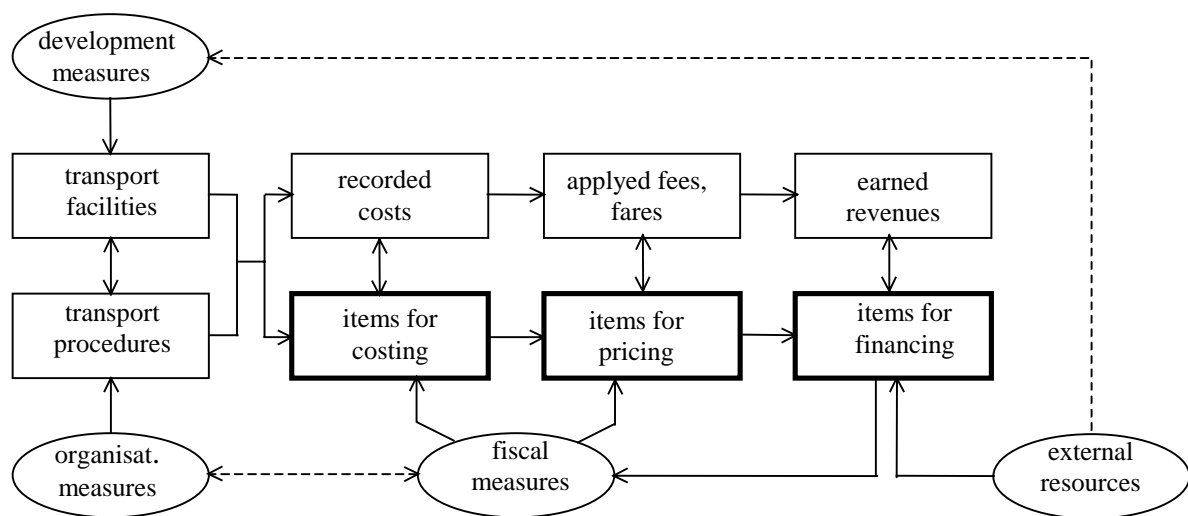 development
measures
transport
facilities
recorded
costs
applyed fees,
fares
earned
revenues
transport
procedures
items for
costing
items for
pricing
items for
financing
organisat.
measures
fiscal
measures
external
resources